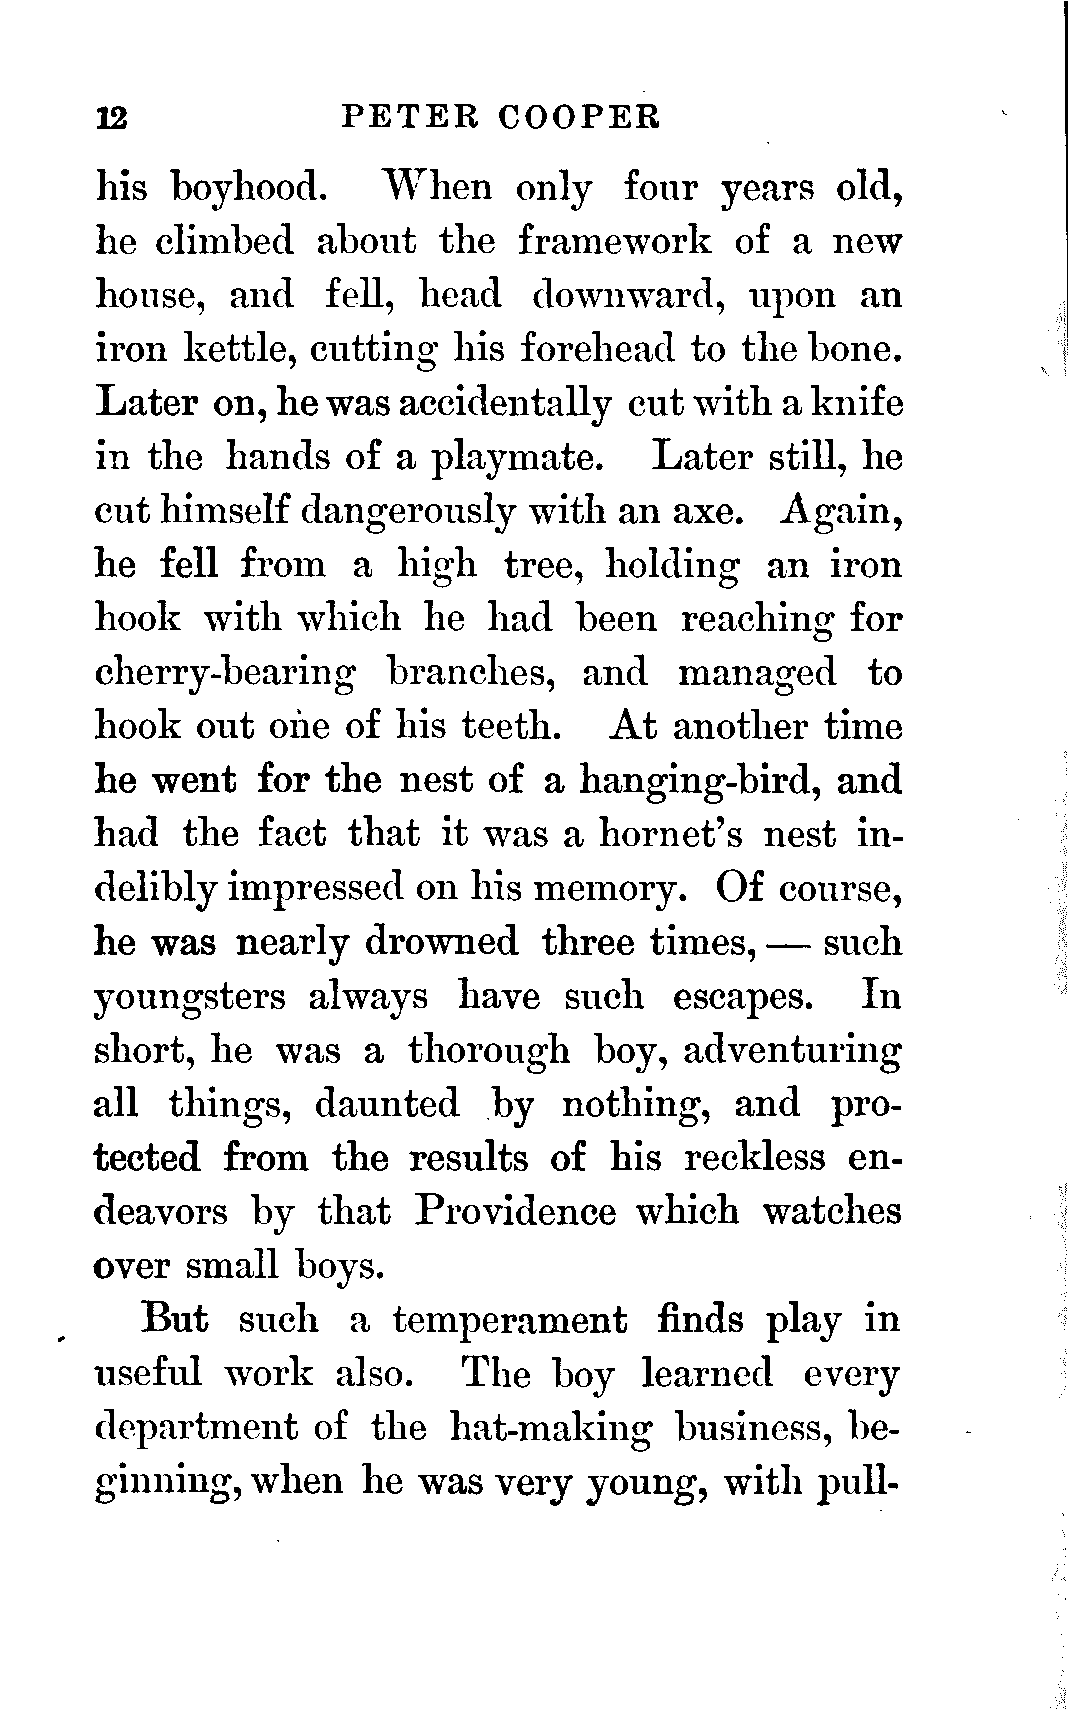 12 PETER COOPER
his boyhood. When only four years old,
he climbed about the framework of a new
house, and fell, head downward, upon an
iron kettle, cutting his forehead to the bone.
Later on, he was accidentally cut with a knife
in the hands of a playmate. Later still, he
cut himself dangerously with an axe. Again,
he fell from a high tree, holding an iron
hook with which he had been reaching for
cherry-bearing branches, and managed to
hook out one of his teeth. At another time
he went for the nest of a hanging-bird, and
had the fact that it was a hornet's nest in-
delibly impressed on his memory. Of course,
he was nearly drowned three times, — such
youngsters always have such escapes. In
short, he was a thorough boy, adventuring
all things, daunted by nothing, and pro-
tected from the results of his reckless en-
deavors by that Providence which watches
over small boys.
But such a temperament finds play in
useful work also. The boy learned every
department of the hat-making business, be-
ginning, when he was very young, with pull-